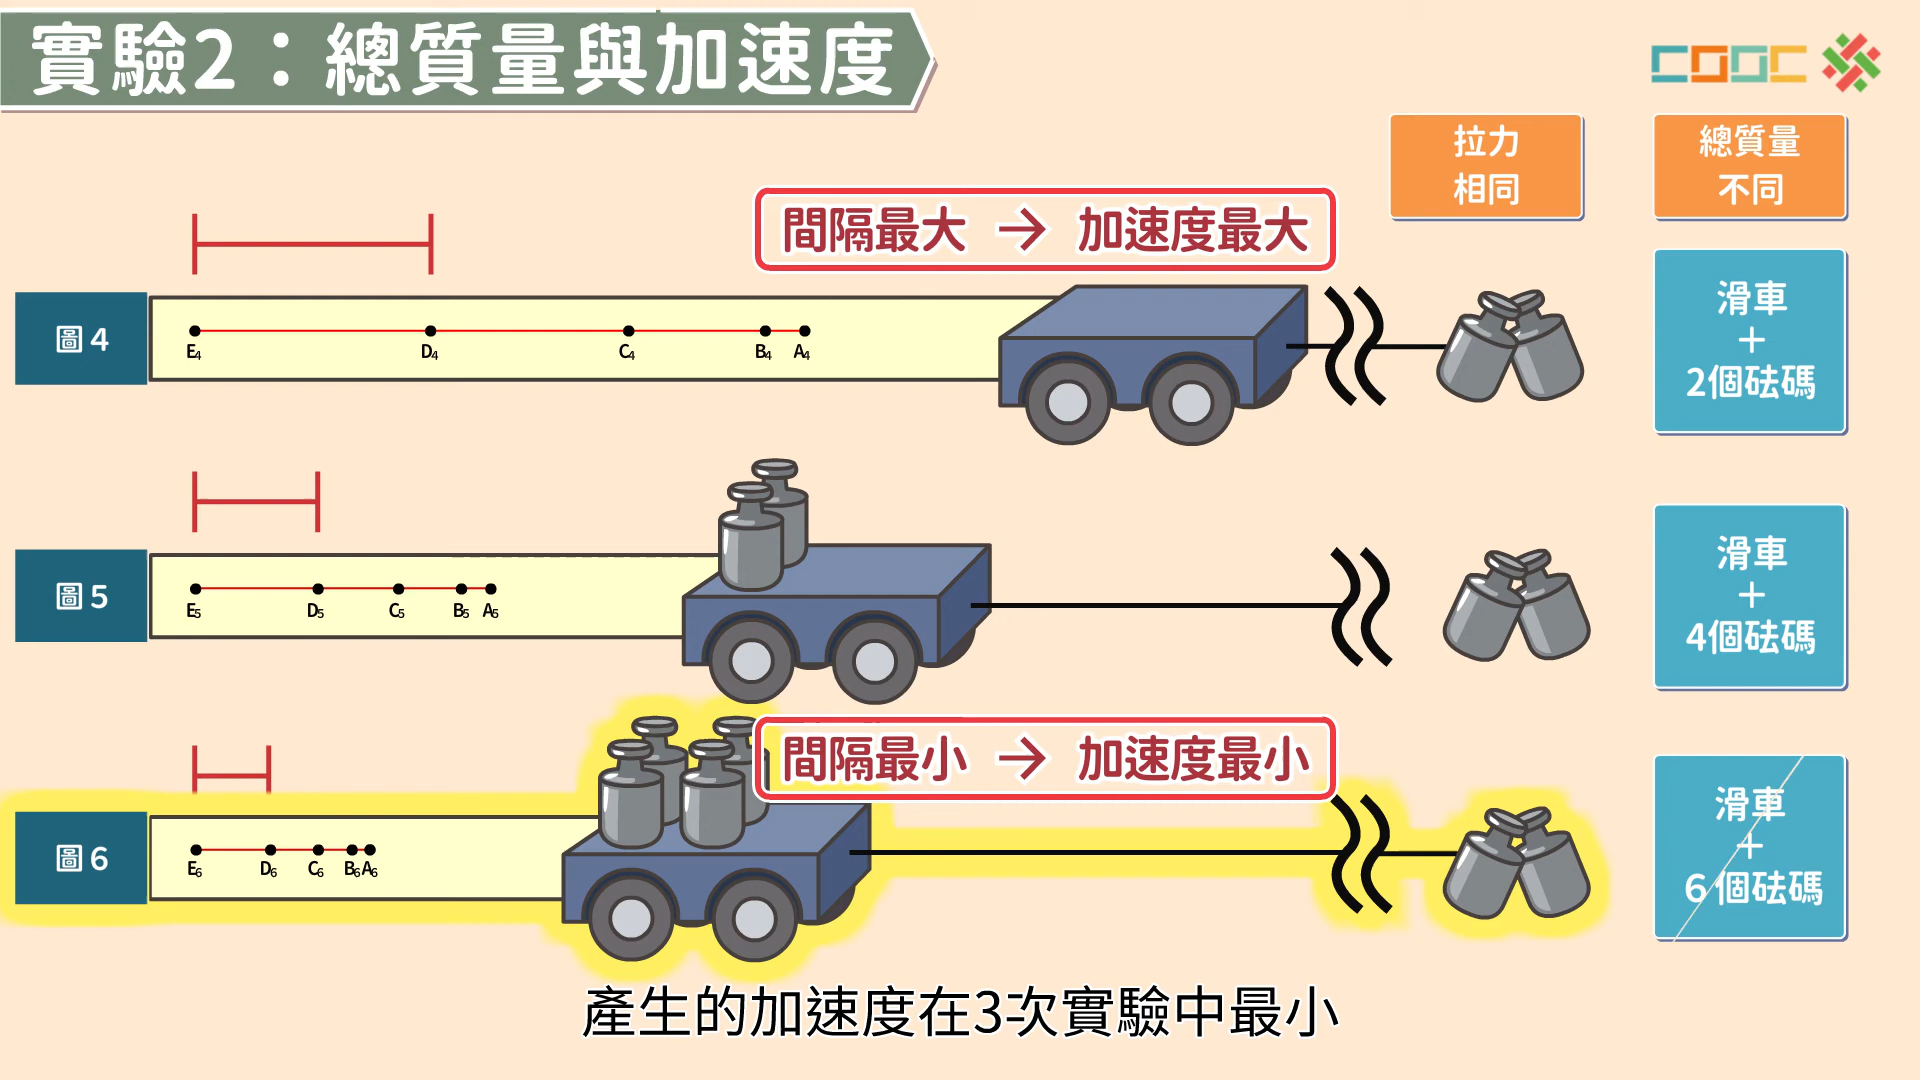 實驗2：總質量與加速度
COOC
拉力
相同
總質量
不同
間隔最大 → 加速度最大
圖4
E4 D4 C4 B4 A4
滑車
+
2個砝碼
圖5
E5 D5 C5 B5 A5
滑車
+
4個砝碼
間隔最小 → 加速度最小
圖6
E6 D6 C6 B6 A6
滑車
+
6個砝碼
產生的加速度在3次實驗中最小